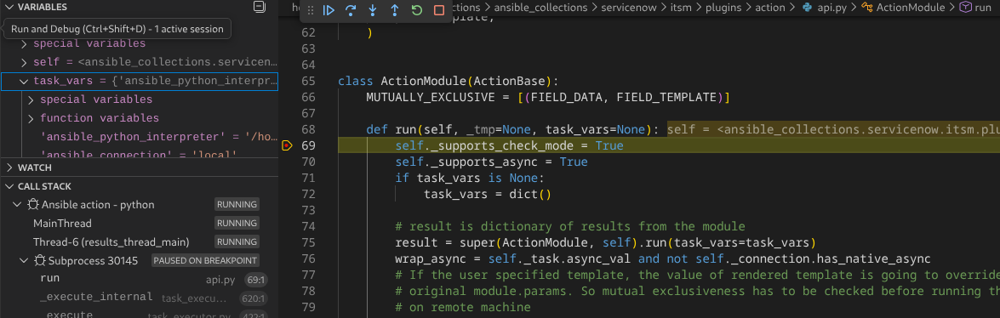 VARIABLES
Run and Debug (Ctrl+Shift+D) - 1 active session
special variables
self = <ansible_collections.servicen...
task_vars = {'ansible_python_interpr...
special variables
function variables
'ansible_python_interpreter' = '/ho...
'ansible_connection' = 'local'
WATCH
CALL STACK
Ansible action - python RUNNING
MainThread RUNNING
Thread-6 (results_thread_main) RUNNING
Subprocess 30145 PAUSED ON BREAKPOINT
run api.py 69:1
_execute_internal task_execu... 620:1
_execute task_executor.py 422:1
ansible_collections > servicenow > itsm > plugins > action > api.py > ActionModule > run
62 )
63
64
65 class ActionModule(ActionBase):
66 MUTUALLY_EXCLUSIVE = [(FIELD_DATA, FIELD_TEMPLATE)]
67
68 def run(self, _tmp=None, task_vars=None): self = <ansible_collections.servicenow.itsm.plu
69 self._supports_check_mode = True
70 self._supports_async = True
71 if task_vars is None:
72 task_vars = dict()
73
74 # result is dictionary of results from the module
75 result = super(ActionModule, self).run(task_vars=task_vars)
76 wrap_async = self._task.async_val and not self._connection.has_native_async
77 # If the user specified template, the value of rendered template is going to override
78 # original module.params. So mutual exclusiveness has to be checked before running th
79 # on remote machine